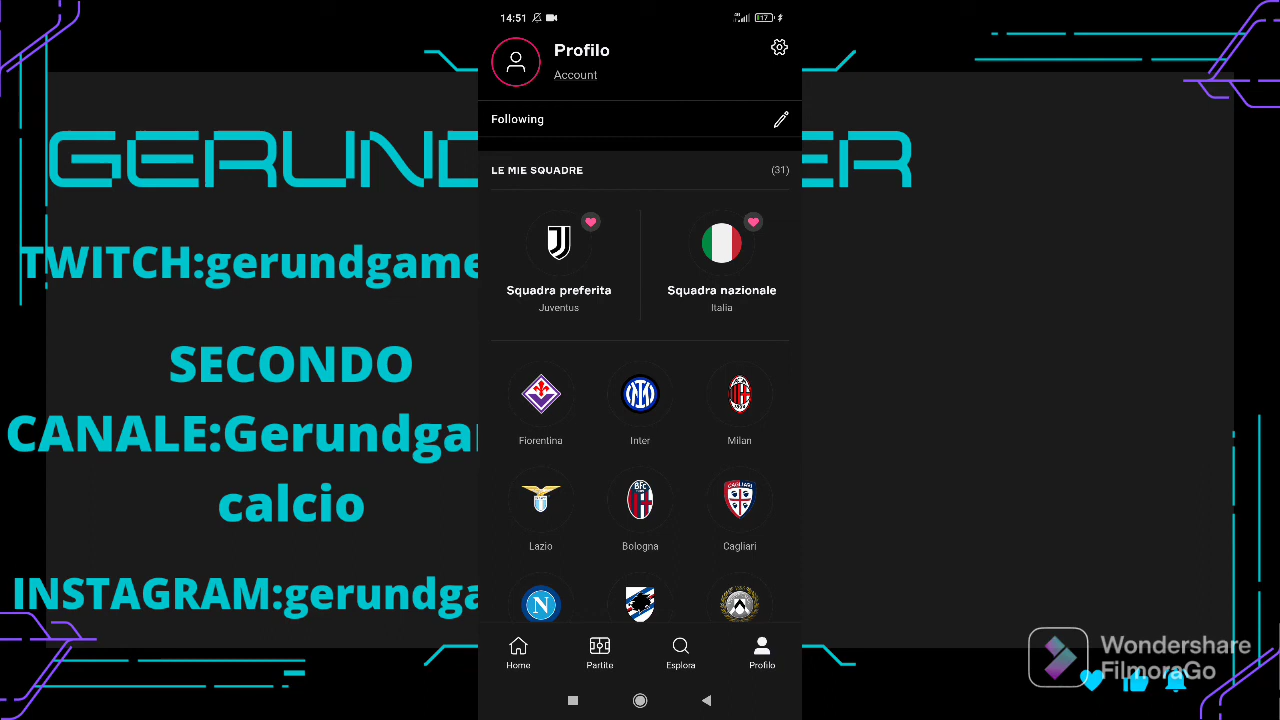 14:51
17
Profilo
Account
Following
LE MIE SQUADRE
(31)
Squadra preferita
Juventus
Squadra nazionale
Italia
Fiorentina
Inter
Milan
Lazio
Bologna
Cagliari
Home
Partite
Esplora
Profilo
GERUND
ER
TWITCH:gerundgame
SECONDO
CANALE:Gerundga
calcio
INSTAGRAM:gerundga
Wondershare
FilmoraGo